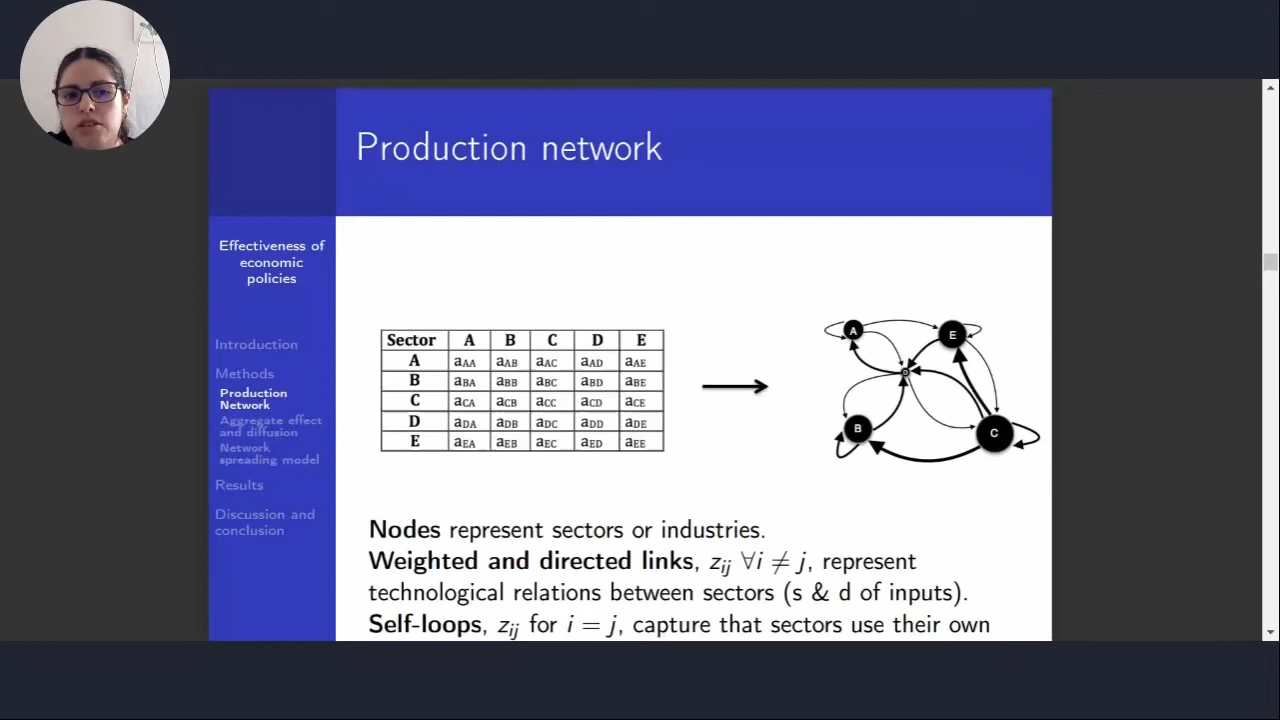 Production network
Effectiveness of
economic
policies
Introduction
Methods
Production
Network
Aggregate effect
and diffusion
Network
spreading model
Results
Discussion and
conclusion
Sector A B C D E
A aAA aAB aAC aAD aAE
B aBA aBB aBC aBD aBE
C aCA aCB aCC aCD aCE
D aDA aDB aDC aDD aDE
E aEA aEB aEC aED aEE
A
E
D
B
C
Nodes represent sectors or industries.
Weighted and directed links, zij ∀i ≠ j, represent
technological relations between sectors (s & d of inputs).
Self-loops, zij for i = j, capture that sectors use their own